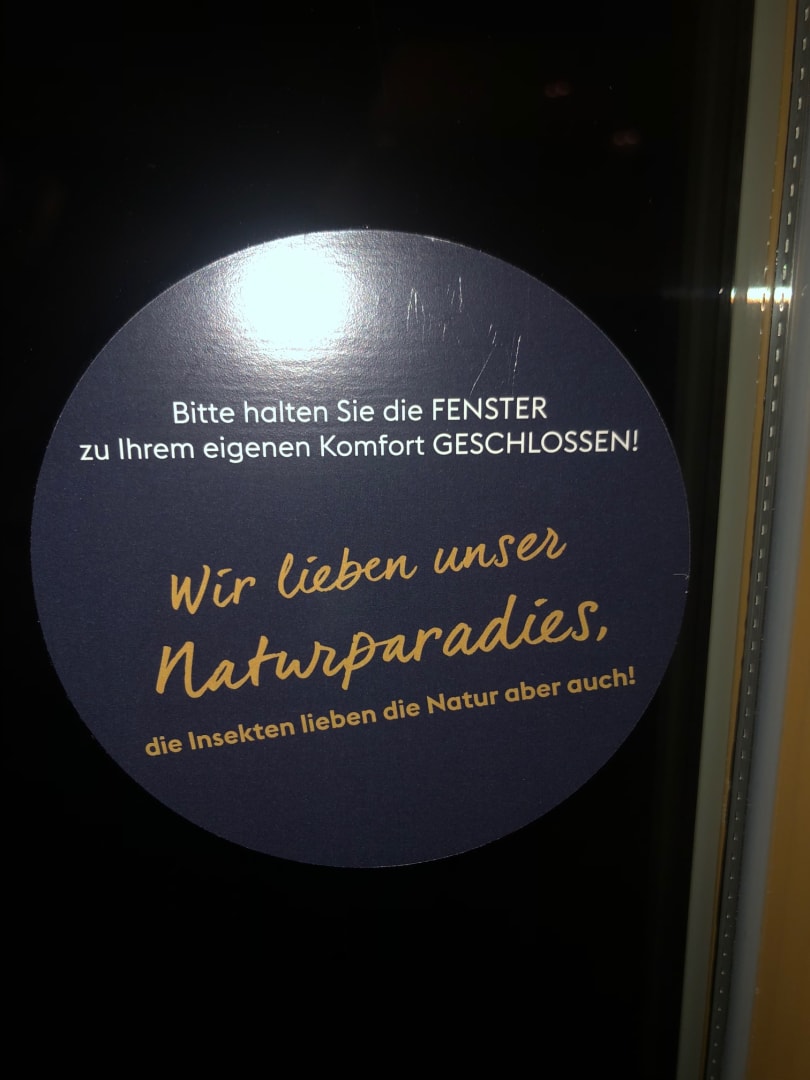 Bitte halten Sie die FENSTER
zu Ihrem eigenen Komfort GESCHLOSSEN!
Wir lieben unser
Naturparadies,
die Insekten lieben die Natur aber auch!